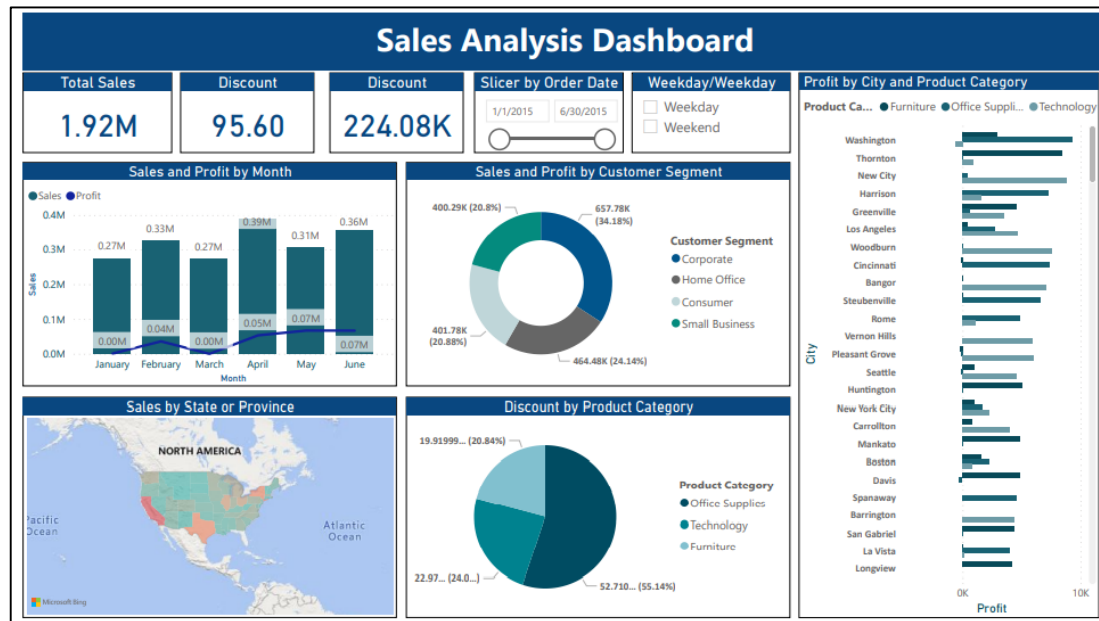 Sales Analysis Dashboard
Total Sales
1.92M
Discount
95.60
Discount
224.08K
Slicer by Order Date
1/1/2015
6/30/2015
Weekday/Weekday
Weekday
Weekend
Sales and Profit by Month
Sales Profit
0.4M
0.3M
0.2M
0.1M
0.0M
Sales
0.27M
0.33M
0.27M
0.39M
0.31M
0.36M
0.00M
0.04M
0.00M
0.05M
0.07M
0.07M
January February March April May June
Month
Sales and Profit by Customer Segment
400.29K (20.8%)
657.78K
(34.18%)
401.78K
(20.88%)
464.48K (24.14%)
Customer Segment
Corporate
Home Office
Consumer
Small Business
Sales by State or Province
NORTH AMERICA
Pacific
Ocean
Atlantic
Ocean
Microsoft Bing
Discount by Product Category
19.91999... (20.84%)
22.97... (24.0...)
52.710... (55.14%)
Product Category
Office Supplies
Technology
Furniture
Profit by City and Product Category
Product Ca... Furniture Office Suppli... Technology
City
Washington
Thornton
New City
Harrison
Greenville
Los Angeles
Woodburn
Cincinnati
Bangor
Steubenville
Rome
Vernon Hills
Pleasant Grove
Seattle
Huntington
New York City
Carrollton
Mankato
Boston
Davis
Spanaway
Barrington
San Gabriel
La Vista
Longview
0K 10K
Profit